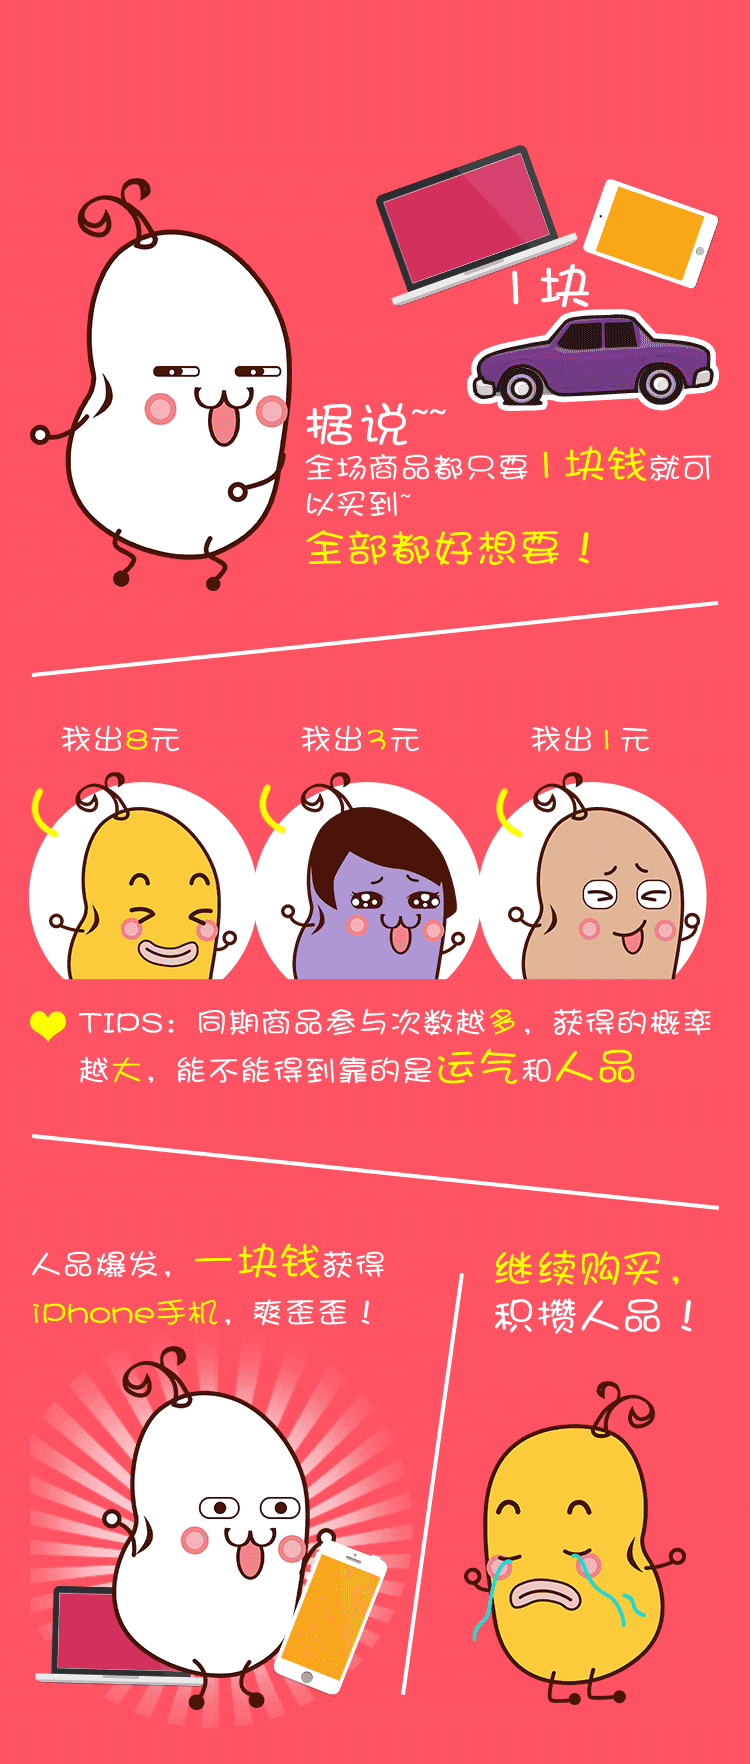 1块
据说~~
全场商品都只要1块钱就可
以买到~
全部都好想要！
我出8元
我出3元
我出1元
TIPS：同期商品参与次数越多，获得的概率
越大，能不能得到靠的是运气和人品
人品爆发，一块钱获得
iPhone手机，爽歪歪！
继续购买，
积攒人品！